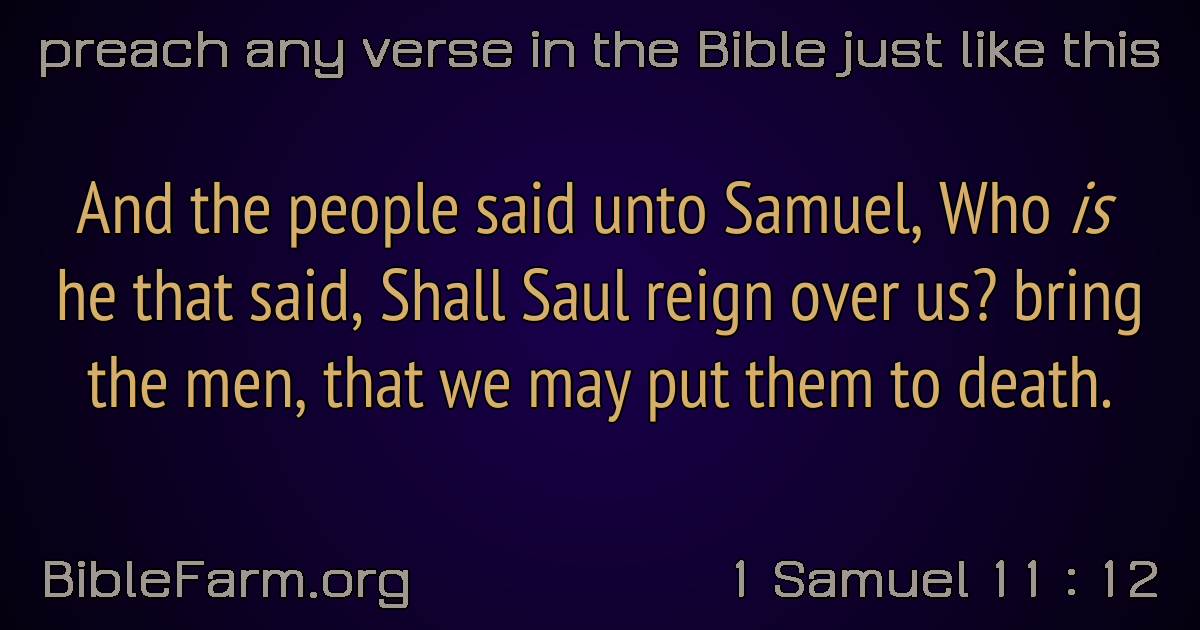 preach any verse in the Bible just like this
And the people said unto Samuel, Who is
he that said, Shall Saul reign over us? bring
the men, that we may put them to death.
BibleFarm.org
1 Samuel 11 : 12